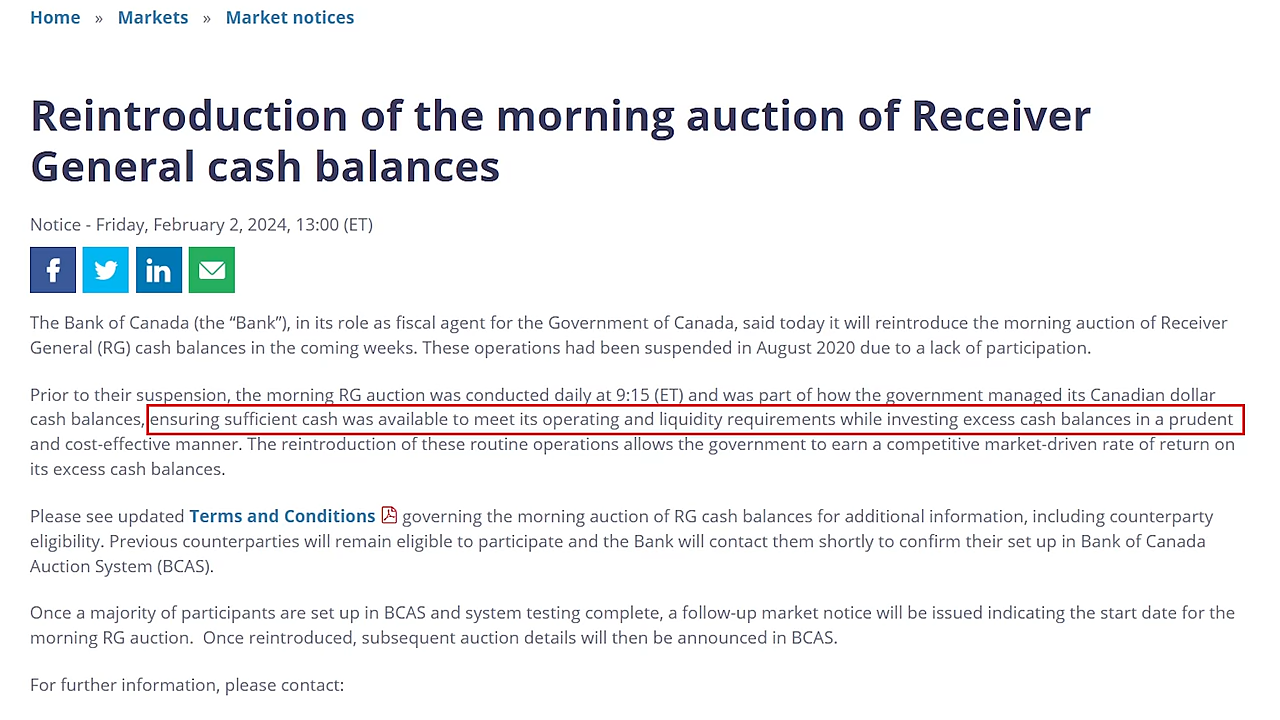 Home » Markets » Market notices
Reintroduction of the morning auction of Receiver
General cash balances
Notice - Friday, February 2, 2024, 13:00 (ET)
The Bank of Canada (the “Bank”), in its role as fiscal agent for the Government of Canada, said today it will reintroduce the morning auction of Receiver
General (RG) cash balances in the coming weeks. These operations had been suspended in August 2020 due to a lack of participation.
Prior to their suspension, the morning RG auction was conducted daily at 9:15 (ET) and was part of how the government managed its Canadian dollar
cash balances, ensuring sufficient cash was available to meet its operating and liquidity requirements while investing excess cash balances in a prudent
and cost-effective manner. The reintroduction of these routine operations allows the government to earn a competitive market-driven rate of return on
its excess cash balances.
Please see updated Terms and Conditions governing the morning auction of RG cash balances for additional information, including counterparty
eligibility. Previous counterparties will remain eligible to participate and the Bank will contact them shortly to confirm their set up in Bank of Canada
Auction System (BCAS).
Once a majority of participants are set up in BCAS and system testing complete, a follow-up market notice will be issued indicating the start date for the
morning RG auction.  Once reintroduced, subsequent auction details will then be announced in BCAS.
For further information, please contact: